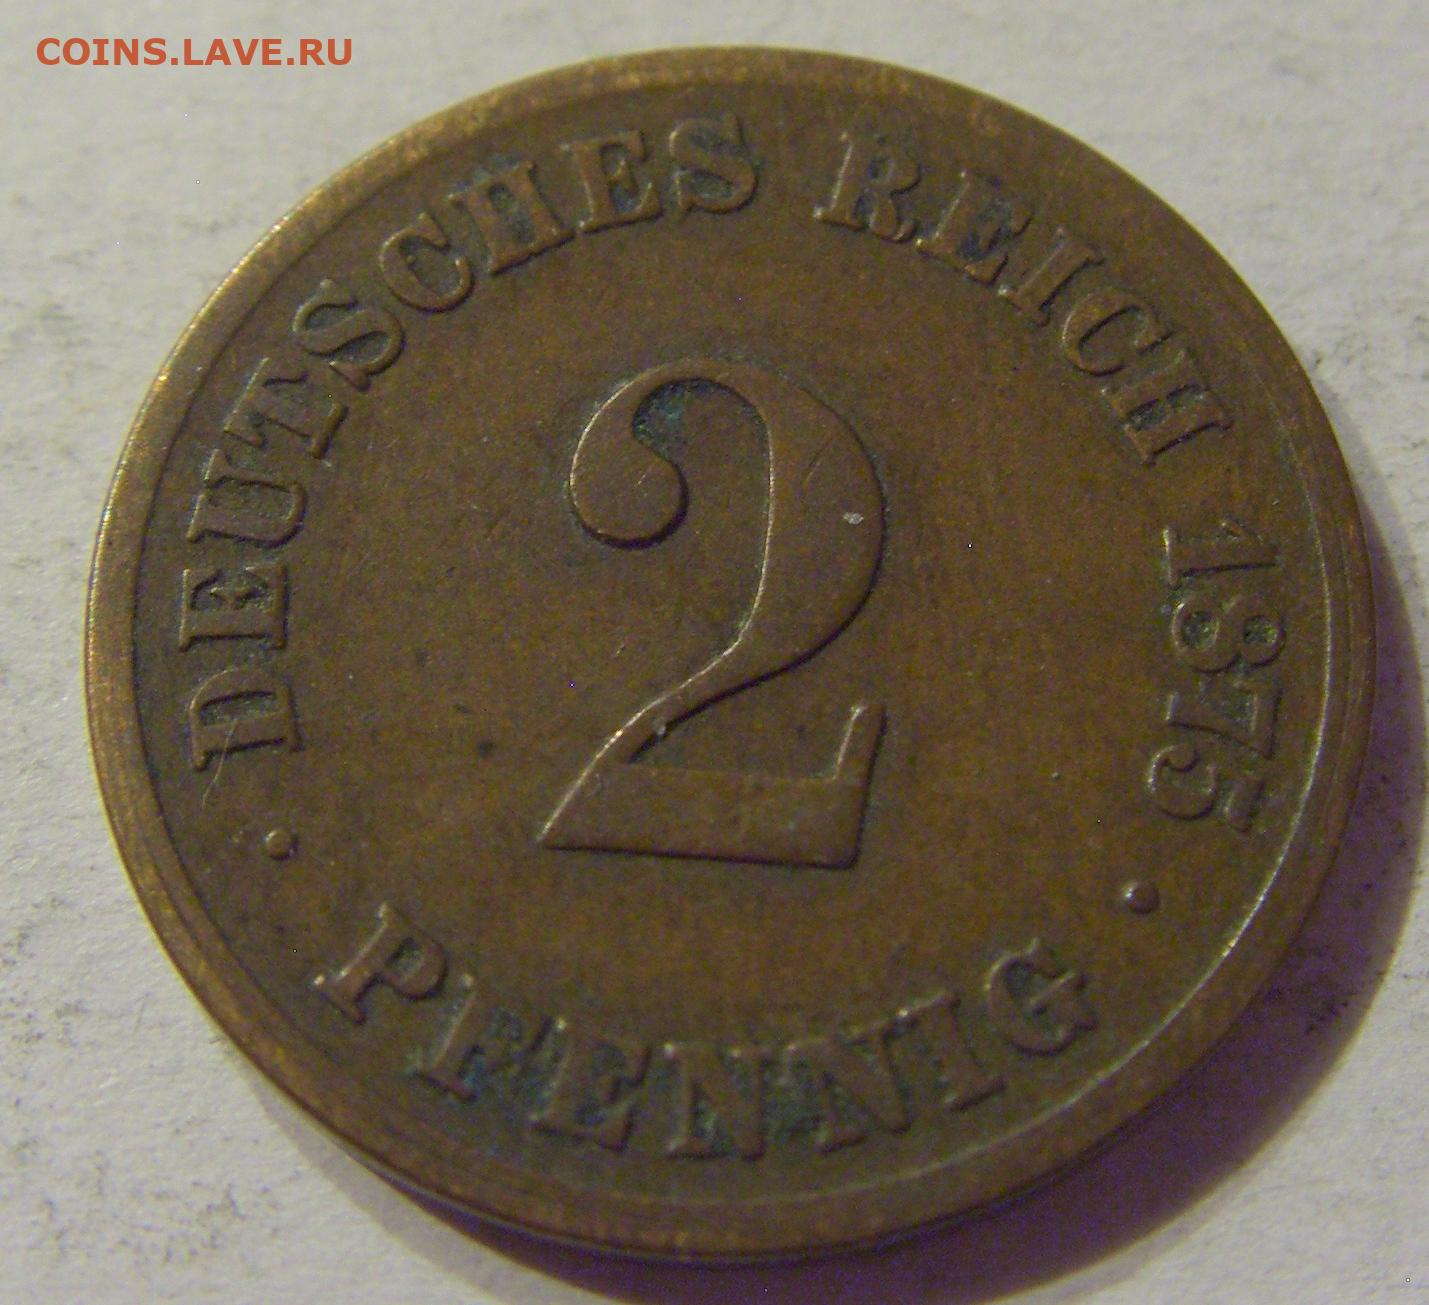 COINS.LAVE.RU
DEUTSCHES REICH 1875
2
· PFENNIG ·